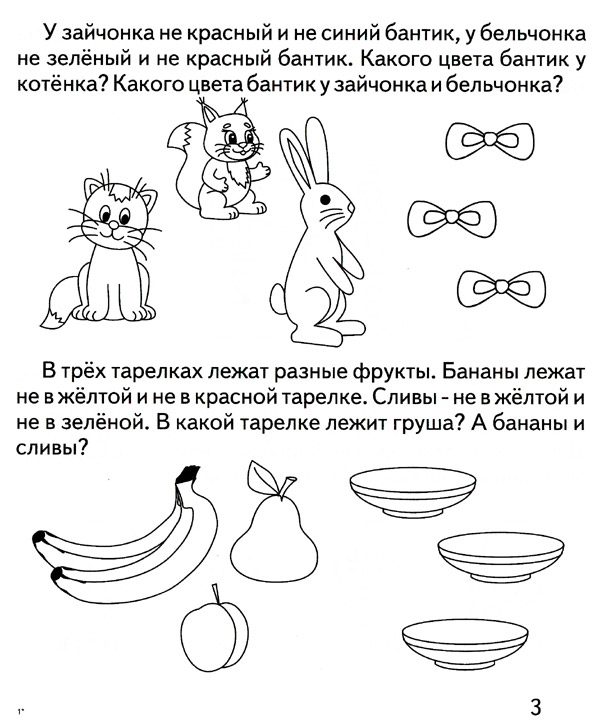 У зайчонка не красный и не синий бантик, у бельчонка
не зелёный и не красный бантик. Какого цвета бантик у
котёнка? Какого цвета бантик у зайчонка и бельчонка?
В трёх тарелках лежат разные фрукты. Бананы лежат
не в жёлтой и не в красной тарелке. Сливы - не в жёлтой и
не в зелёной. В какой тарелке лежит груша? А бананы и
сливы?
3